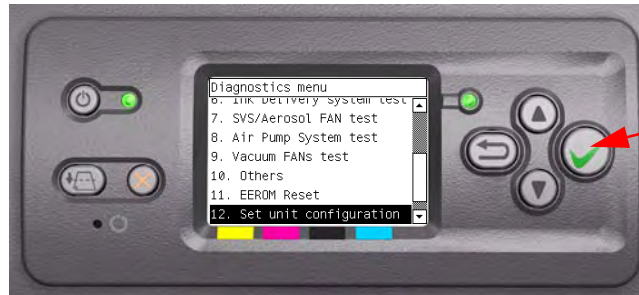 Diagnostics menu
6. Ink Delivery system test
7. SVS/Aerosol FAN test
8. Air Pump System test
9. Vacuum FANs test
10. Others
11. EEROM Reset
12. Set unit configuration